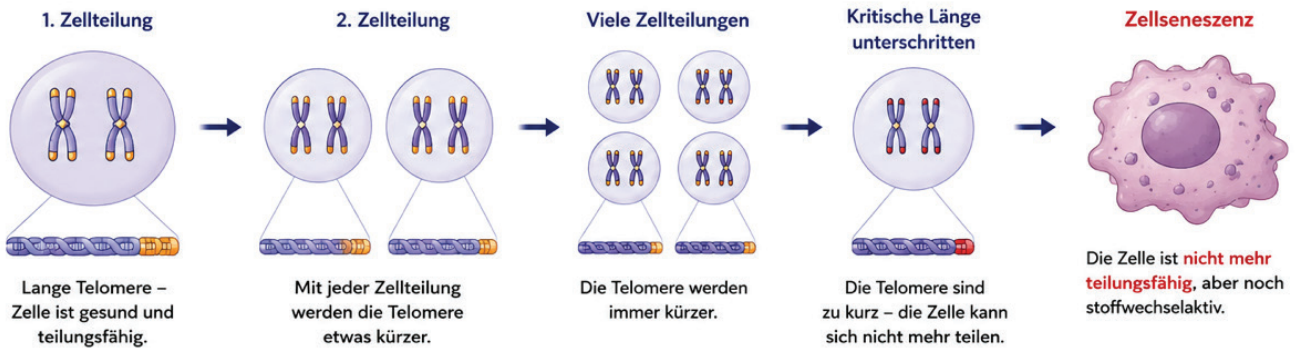 1. Zellteilung
2. Zellteilung
Viele Zellteilungen
Kritische Länge
unterschritten
Zellseneszenz
Lange Telomere –
Zelle ist gesund und
teilungsfähig.
Mit jeder Zellteilung
werden die Telomere
etwas kürzer.
Die Telomere werden
immer kürzer.
Die Telomere sind
zu kurz – die Zelle kann
sich nicht mehr teilen.
Die Zelle ist nicht mehr
teilungsfähig, aber noch
stoffwechselaktiv.